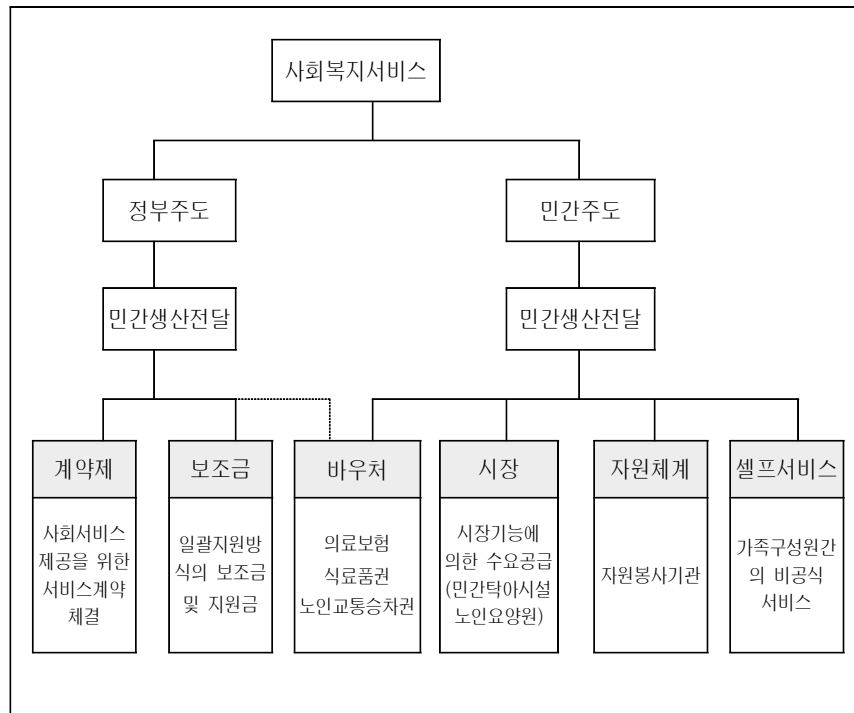 사회복지서비스
정부주도
민간주도
민간생산전달
민간생산전달
계약제
보조금
바우처
시장
자원체계
셀프서비스
사회서비스
제공을 위한
서비스계약
체결
일괄지원방
식의 보조금
및 지원금
의료보험
식료품권
노인교통승차권
시장기능에
의한 수요공급
(민간탁아시설
노인요양원)
자원봉사기관
가족구성원간
의 비공식
서비스